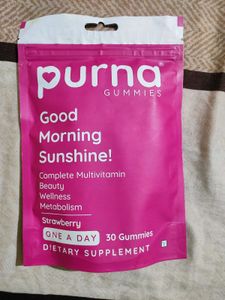 purna
GUMMIES
Good
Morning
Sunshine!
Complete Multivitamin
Beauty
Wellness
Metabolism
Strawberry
ONE A DAY 30 Gummies
DIETARY SUPPLEMENT